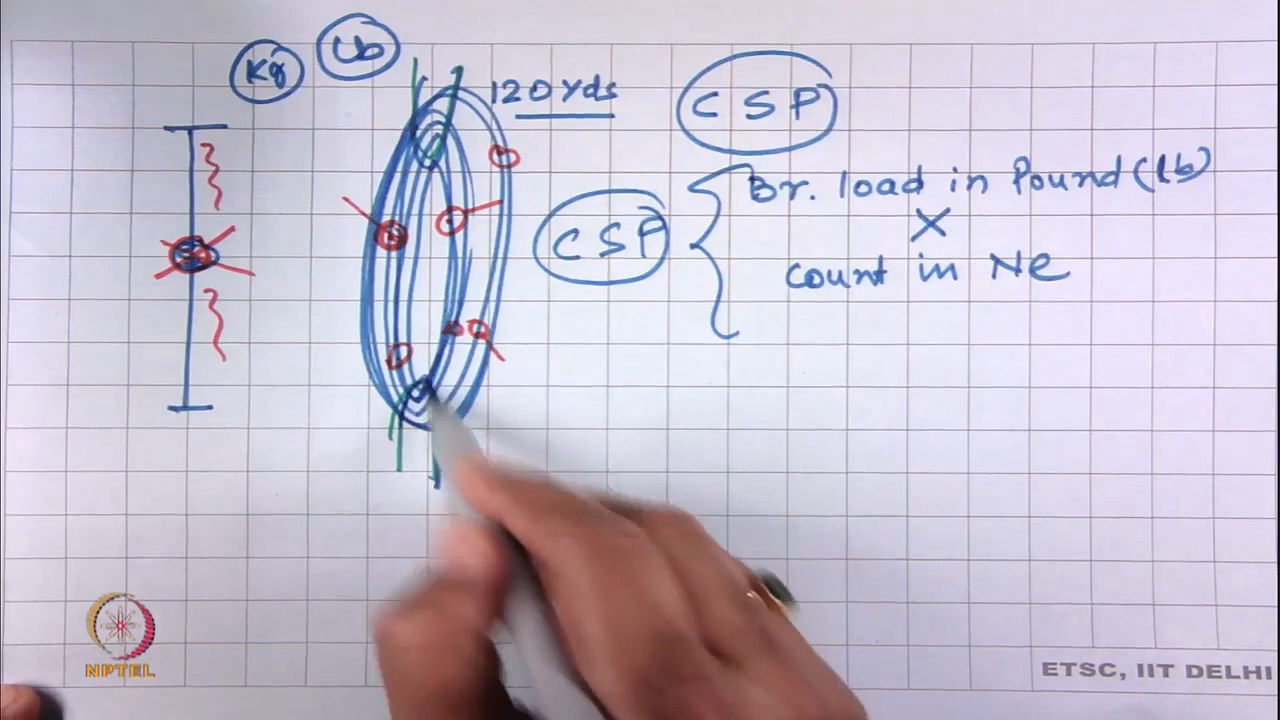 Kg Lb
120 Yds
CSP
Br. load in Pound (lb)
X
CSP
count in Ne
NPTEL
ETSC, IIT DELHI